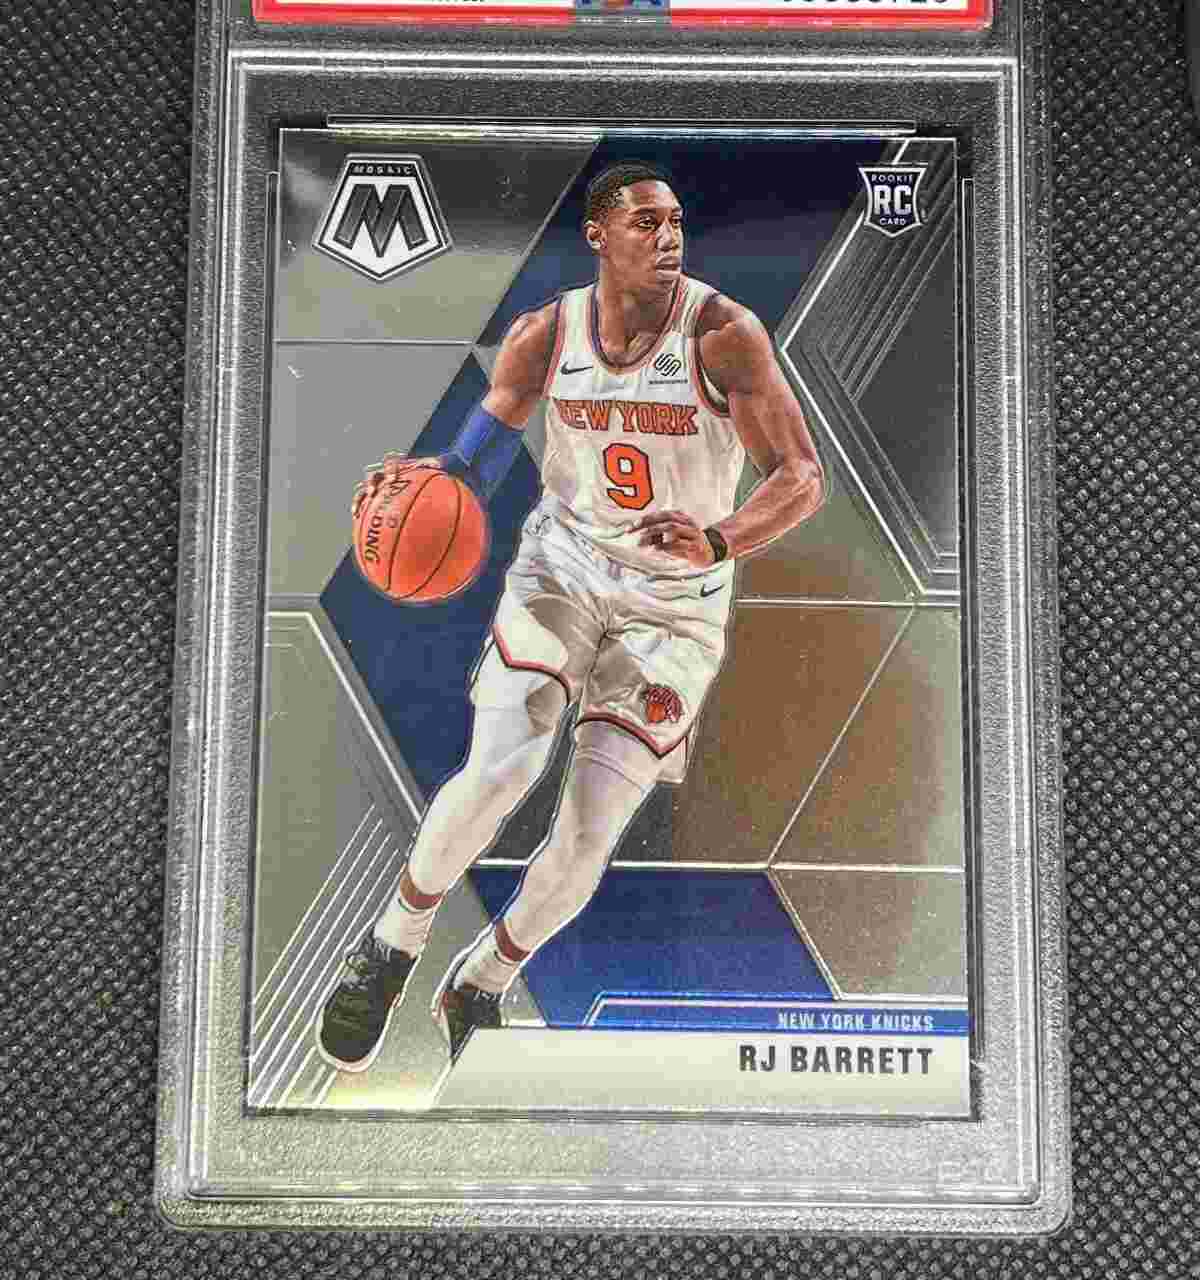 MOSAIC
M
ROOKIE
RC
CARD
NEW YORK
9
SPALDING
NEW YORK KNICKS
RJ BARRETT